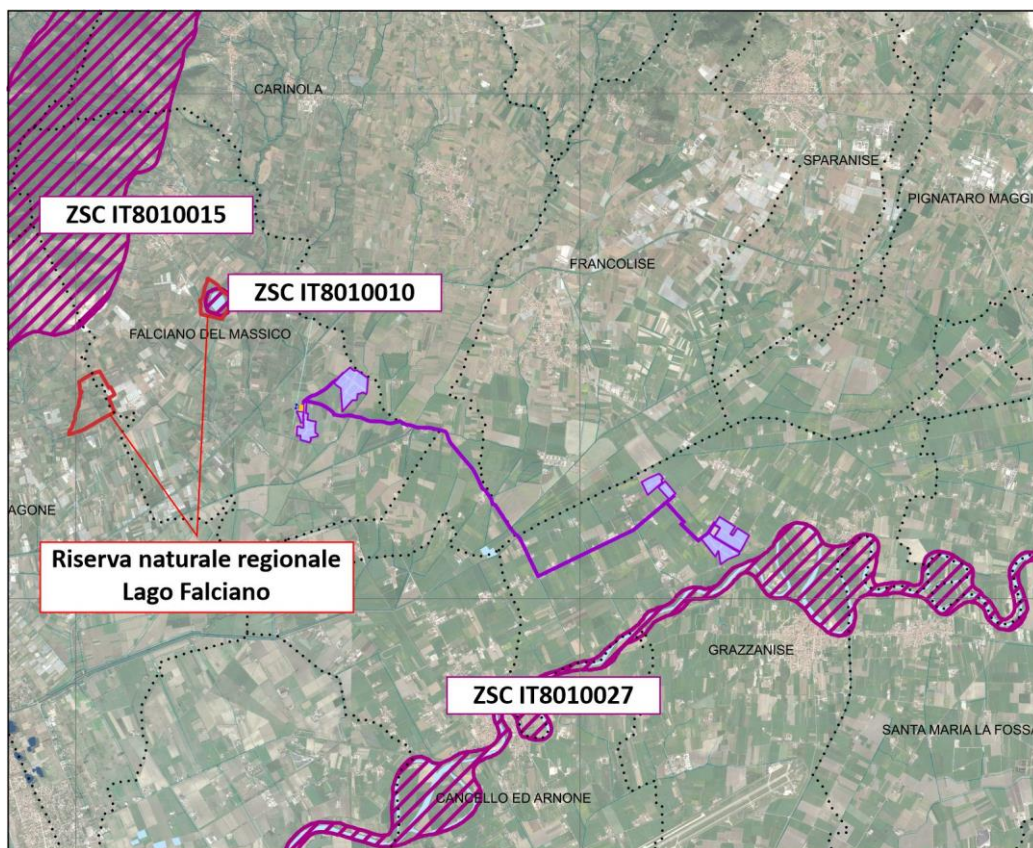 CARINOLA
SPARANISE
ZSC IT8010015
PIGNATARO MAGGI
FRANCOLISE
ZSC IT8010010
FALCIANO DEL MASSICO
AGONE
Riserva naturale regionale
Lago Falciano
GRAZZANISE
ZSC IT8010027
SANTA MARIA LA FOSSA
CANCELLO ED ARNONE